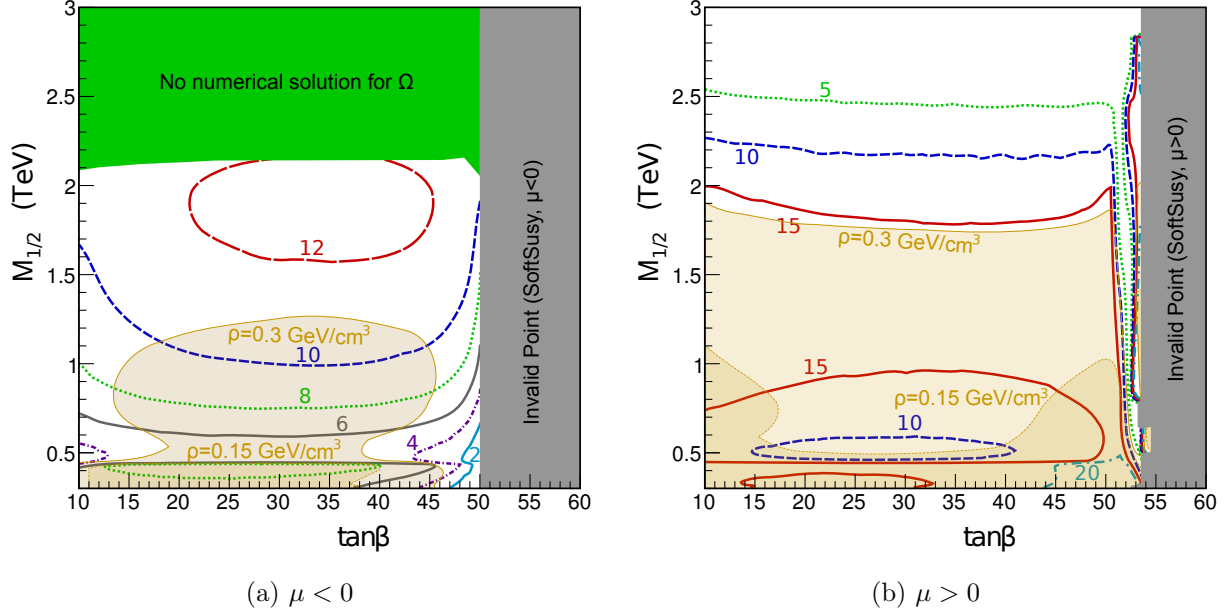 3
2.5
2
1.5
1
0.5
M1/2 (TeV)
No numerical solution for Ω
Invalid Point (SoftSusy, μ<0)
12
ρ=0.3 GeV/cm³
10
8
6
4
2
ρ=0.15 GeV/cm³
10 15 20 25 30 35 40 45 50 55 60
tanβ
(a) μ < 0
3
2.5
2
1.5
1
0.5
M1/2 (TeV)
Invalid Point (SoftSusy, μ>0)
5
10
15
ρ=0.3 GeV/cm³
15
ρ=0.15 GeV/cm³
10
20
10 15 20 25 30 35 40 45 50 55 60
tanβ
(b) μ > 0